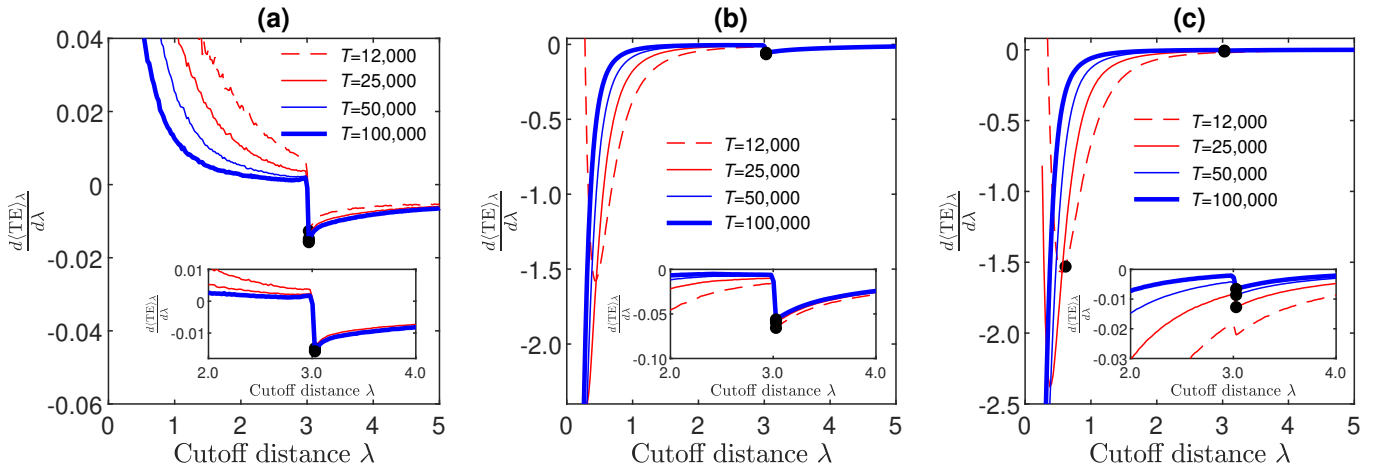 (a)
0.04
0.02
0
-0.02
-0.04
-0.06
d⟨TE⟩λ
dλ
T=12,000
T=25,000
T=50,000
T=100,000
0.01
0
-0.01
d⟨TE⟩λ
dλ
2.0 3.0 4.0
Cutoff distance λ
0 1 2 3 4 5
Cutoff distance λ
(b)
0
-0.5
-1.0
-1.5
-2.0
T=12,000
T=25,000
T=50,000
T=100,000
0
-0.05
-0.10
d⟨TE⟩λ
dλ
2.0 3.0 4.0
Cutoff distance λ
0 1 2 3 4 5
Cutoff distance λ
(c)
0
-0.5
-1.0
-1.5
-2.0
-2.5
d⟨TE⟩λ
dλ
T=12,000
T=25,000
T=50,000
T=100,000
0
-0.01
-0.02
-0.03
d⟨TE⟩λ
dλ
2.0 3.0 4.0
Cutoff distance λ
0 1 2 3 4 5
Cutoff distance λ